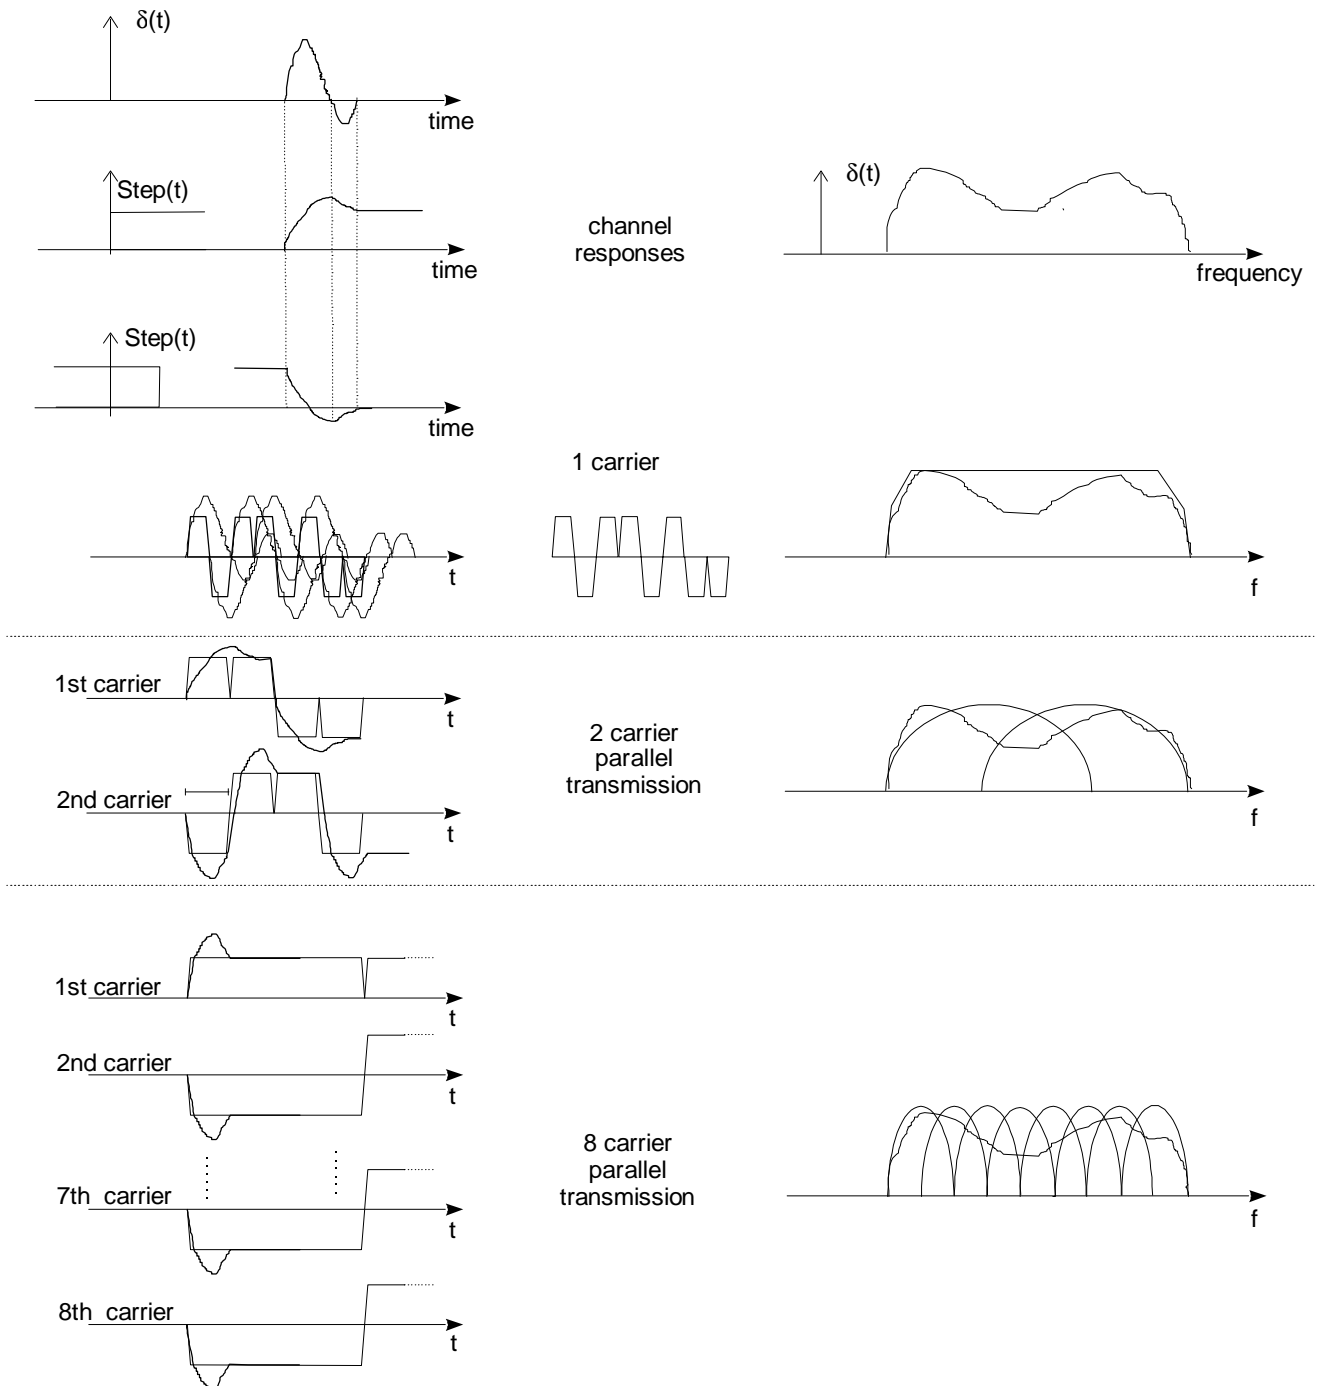 δ(t)
time
Step(t)
time
channel
responses
δ(t)
frequency
Step(t)
time
1 carrier
t
f
1st carrier
t
2 carrier
parallel
transmission
2nd carrier
t
f
1st carrier
t
2nd carrier
t
8 carrier
parallel
transmission
7th carrier
t
f
8th carrier
t